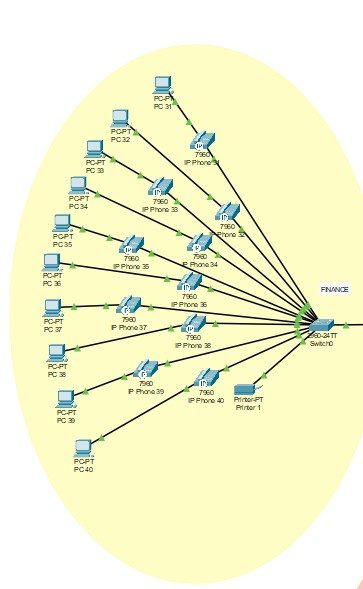 PC-PT
PC 31
7960
IP Phone 31
PC-PT
PC 32
7960
IP Phone 32
PC-PT
PC 33
7960
IP Phone 33
PC-PT
PC 34
7960
IP Phone 34
PC-PT
PC 35
7960
IP Phone 35
PC-PT
PC 36
7960
IP Phone 36
FINANCE
PC-PT
PC 37
7960
IP Phone 37
7960
IP Phone 38
2960-24TT
Switch0
PC-PT
PC 38
7960
IP Phone 39
7960
IP Phone 40
Printer-PT
Printer 1
PC-PT
PC 39
PC-PT
PC 40